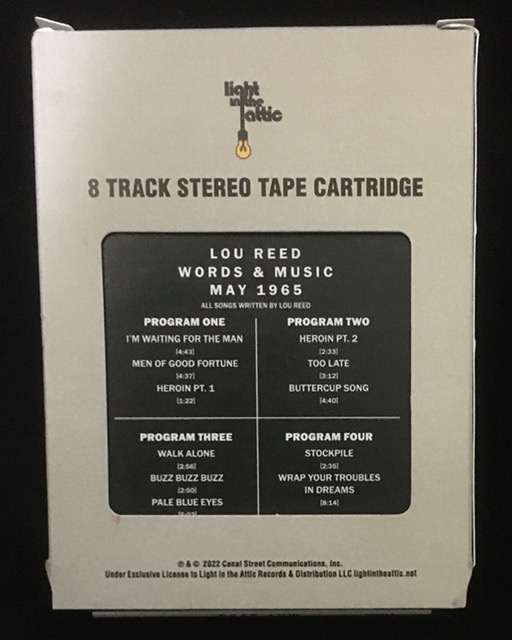 light
in the
attic
8 TRACK STEREO TAPE CARTRIDGE
LOU REED
WORDS & MUSIC
MAY 1965
ALL SONGS WRITTEN BY LOU REED
PROGRAM ONE
I'M WAITING FOR THE MAN
[4:43]
MEN OF GOOD FORTUNE
[4:37]
HEROIN PT. 1
[1:22]
PROGRAM TWO
HEROIN PT. 2
[2:33]
TOO LATE
[3:12]
BUTTERCUP SONG
[4:40]
PROGRAM THREE
WALK ALONE
[2:56]
BUZZ BUZZ BUZZ
[2:50]
PALE BLUE EYES
PROGRAM FOUR
STOCKPILE
[2:35]
WRAP YOUR TROUBLES
IN DREAMS
[8:14]
℗ & © 2022 Canal Street Communications, Inc.
Under Exclusive License to Light in the Attic Records & Distribution LLC lightintheattic.net